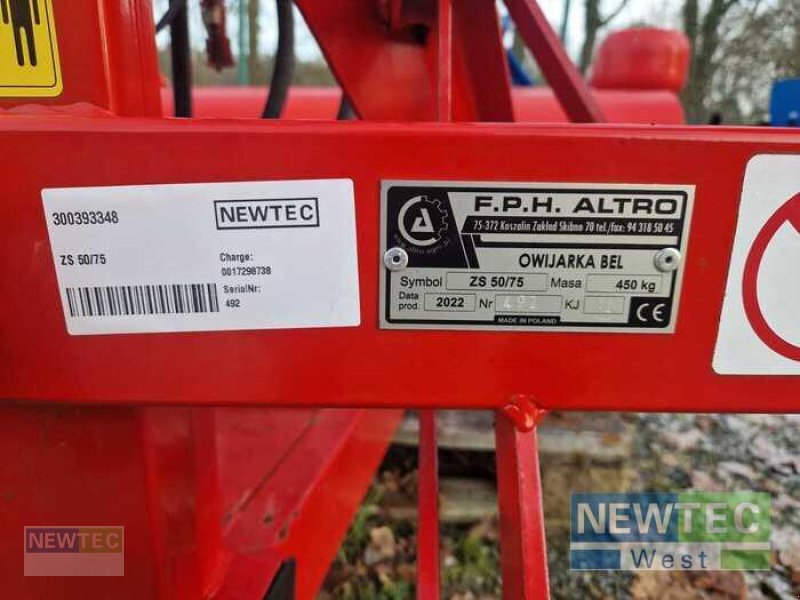 300393348
NEWTEC
ZS 50/75
Charge:
0017298738
SerialNr:
492
F.P.H. ALTRO
75-372 Koszalin Zakład Skibno 70 tel./fax: 94 318 50 45
OWIJARKA BEL
Symbol ZS 50/75 Masa 450 kg
Data prod. 2022 Nr 492 KJ
CE
MADE IN POLAND
NEWTEC
NEWTEC
West